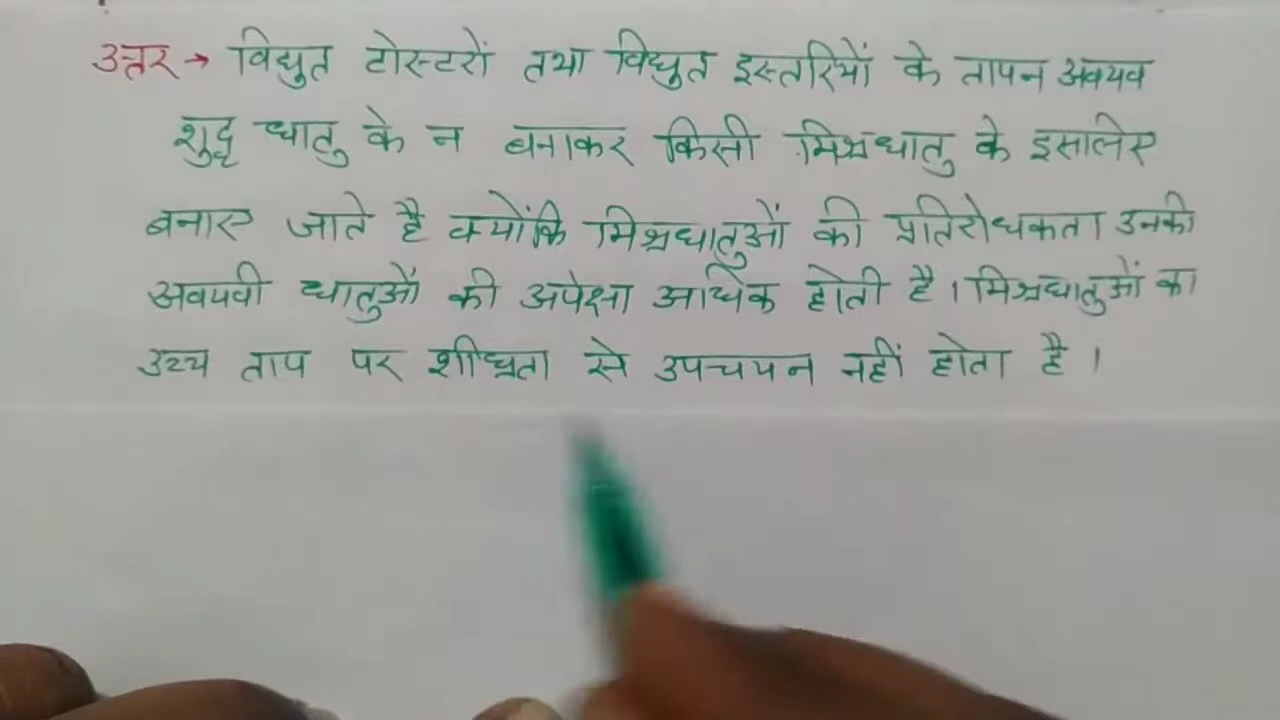 उत्तर → विद्युत टोस्टरों तथा विद्युत इस्तरियों के तापन अवयव
शुद्ध धातु के न बनाकर किसी मिश्रधातु के इसलिए
बनाए जाते है क्योंकि मिश्रधातुओं की प्रतिरोधकता उनकी
अवयवी धातुओं की अपेक्षा अधिक होती है। मिश्रधातुओं का
उच्च ताप पर शीघ्रता से उपचयन नहीं होता है।